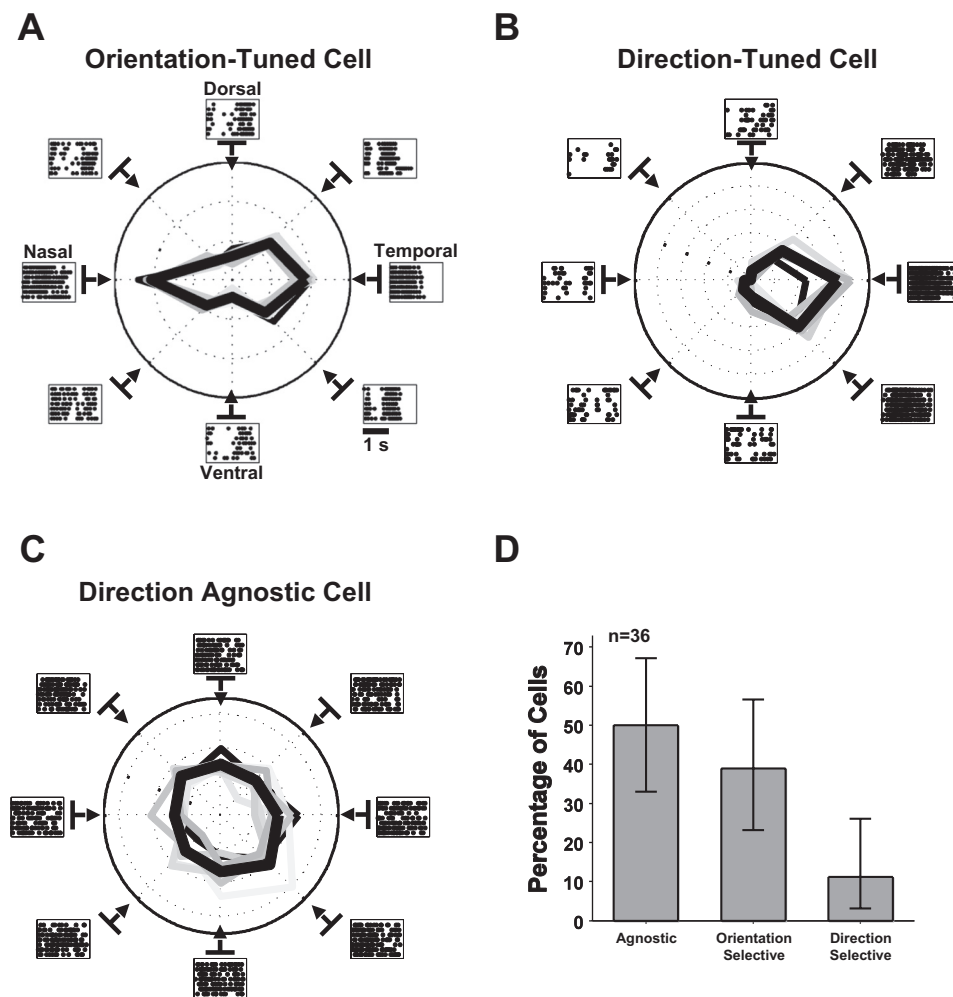 A
Orientation-Tuned Cell
Dorsal
Nasal
Temporal
1 s
Ventral
B
Direction-Tuned Cell
C
Direction Agnostic Cell
D
n=36
Percentage of Cells
70
60
50
40
30
20
10
0
Agnostic
Orientation
Selective
Direction
Selective